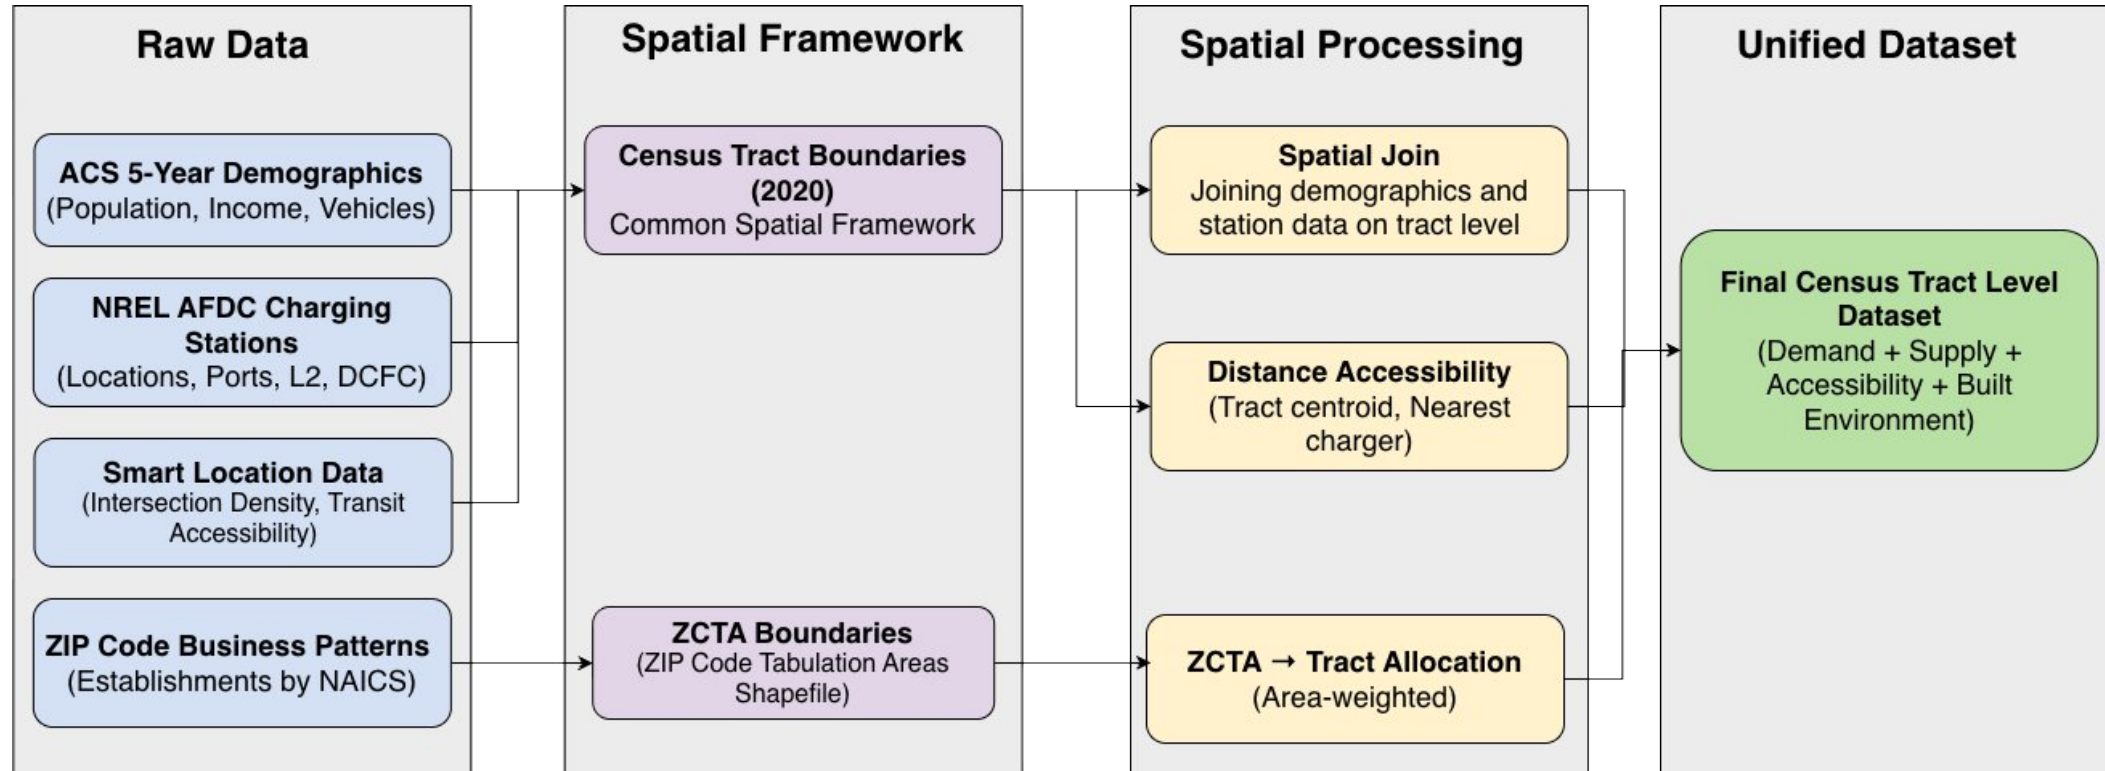 Raw Data
ACS 5-Year Demographics
(Population, Income, Vehicles)
NREL AFDC Charging
Stations
(Locations, Ports, L2, DCFC)
Smart Location Data
(Intersection Density, Transit
Accessibility)
ZIP Code Business Patterns
(Establishments by NAICS)
Spatial Framework
Census Tract Boundaries
(2020)
Common Spatial Framework
ZCTA Boundaries
(ZIP Code Tabulation Areas
Shapefile)
Spatial Processing
Spatial Join
Joining demographics and
station data on tract level
Distance Accessibility
(Tract centroid, Nearest
charger)
ZCTA → Tract Allocation
(Area-weighted)
Unified Dataset
Final Census Tract Level
Dataset
(Demand + Supply +
Accessibility + Built
Environment)